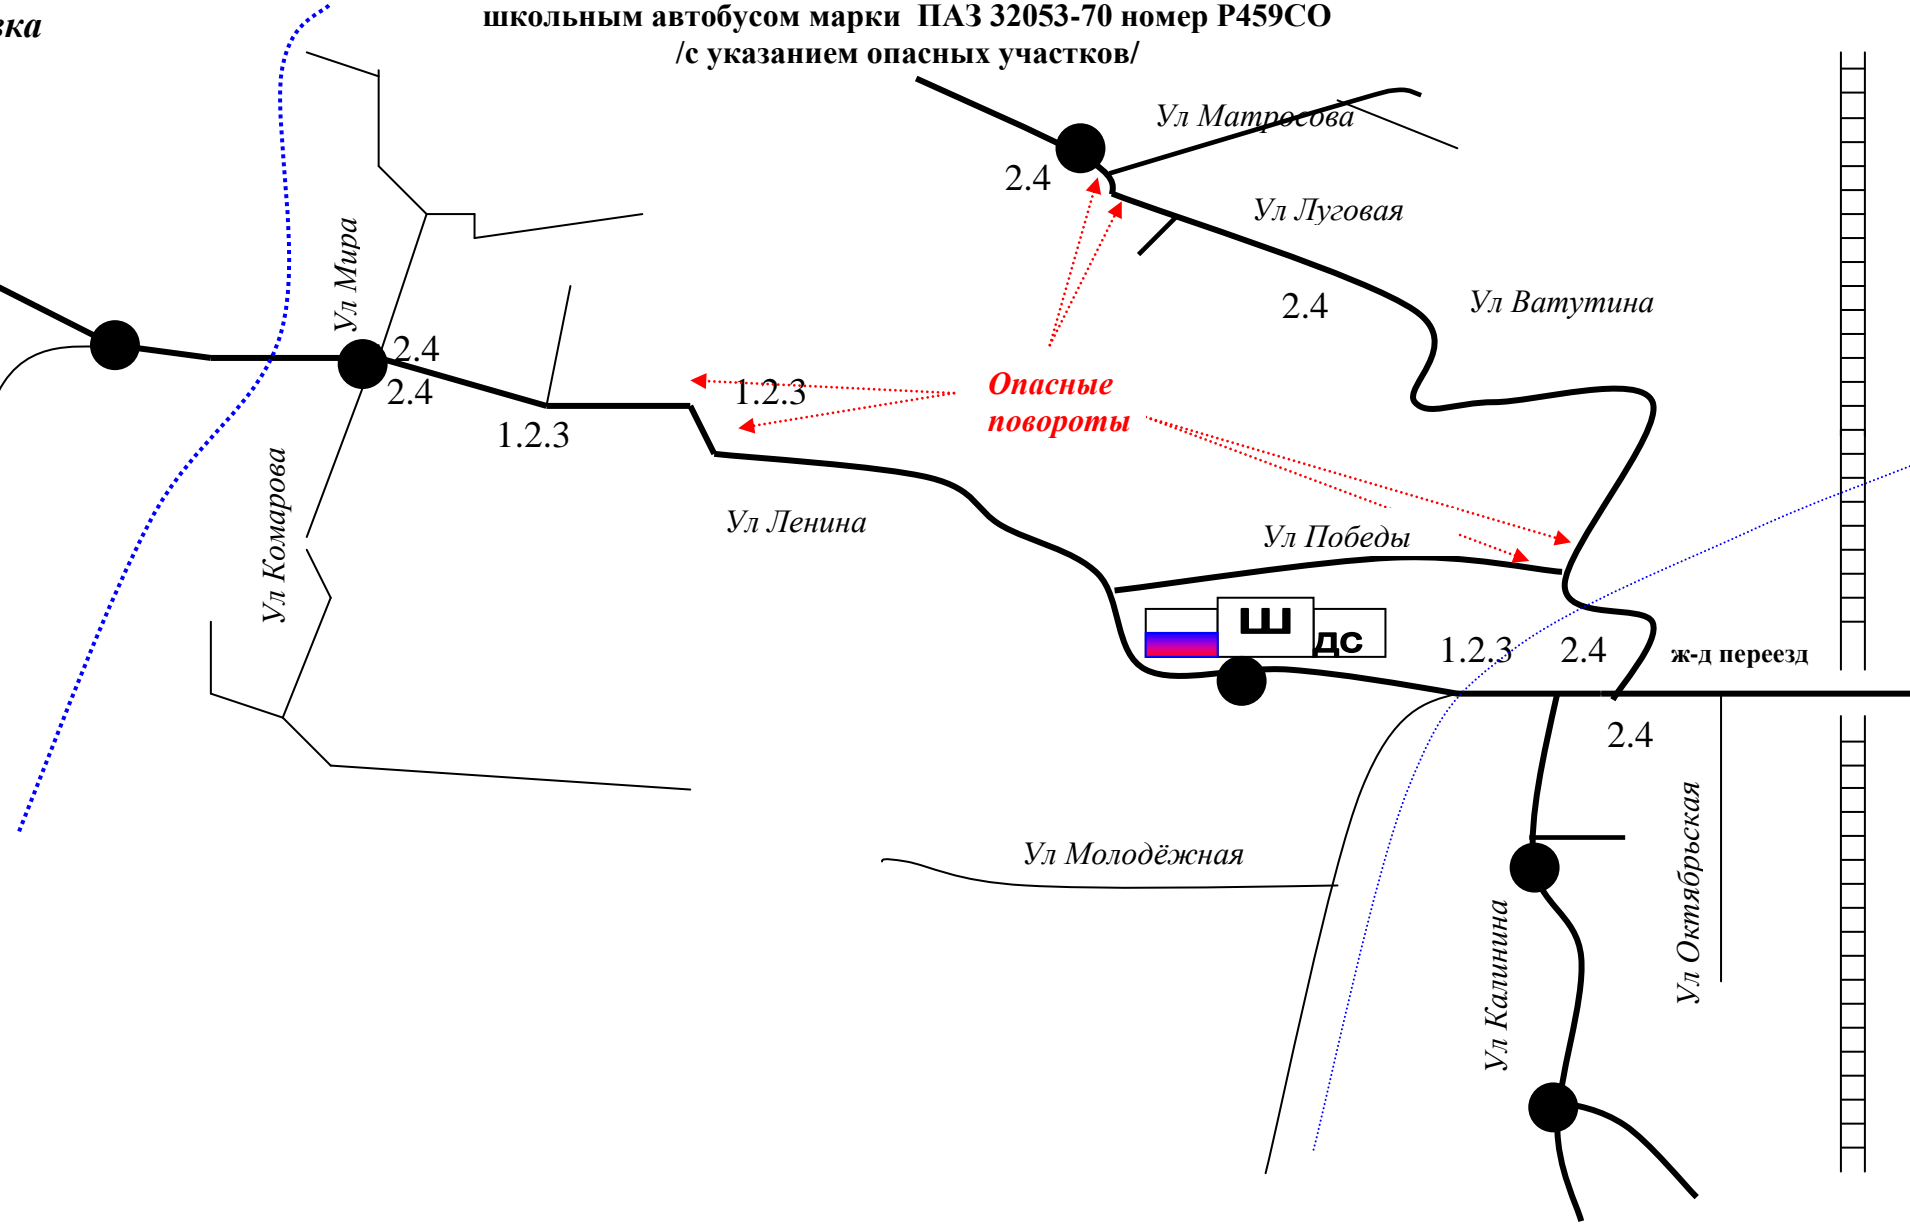 вка
школьным автобусом марки ПАЗ 32053-70 номер Р459СО
/с указанием опасных участков/
Ул Матросова
2.4
Ул Луговая
Ул Мира
2.4
Ул Ватутина
2.4
2.4
1.2.3
Опасные
повороты
1.2.3
Ул Комарова
Ул Ленина
Ул Победы
Ш
ДС
1.2.3
2.4
ж-д переезд
2.4
Ул Молодёжная
Ул Октябрьская
Ул Калинина